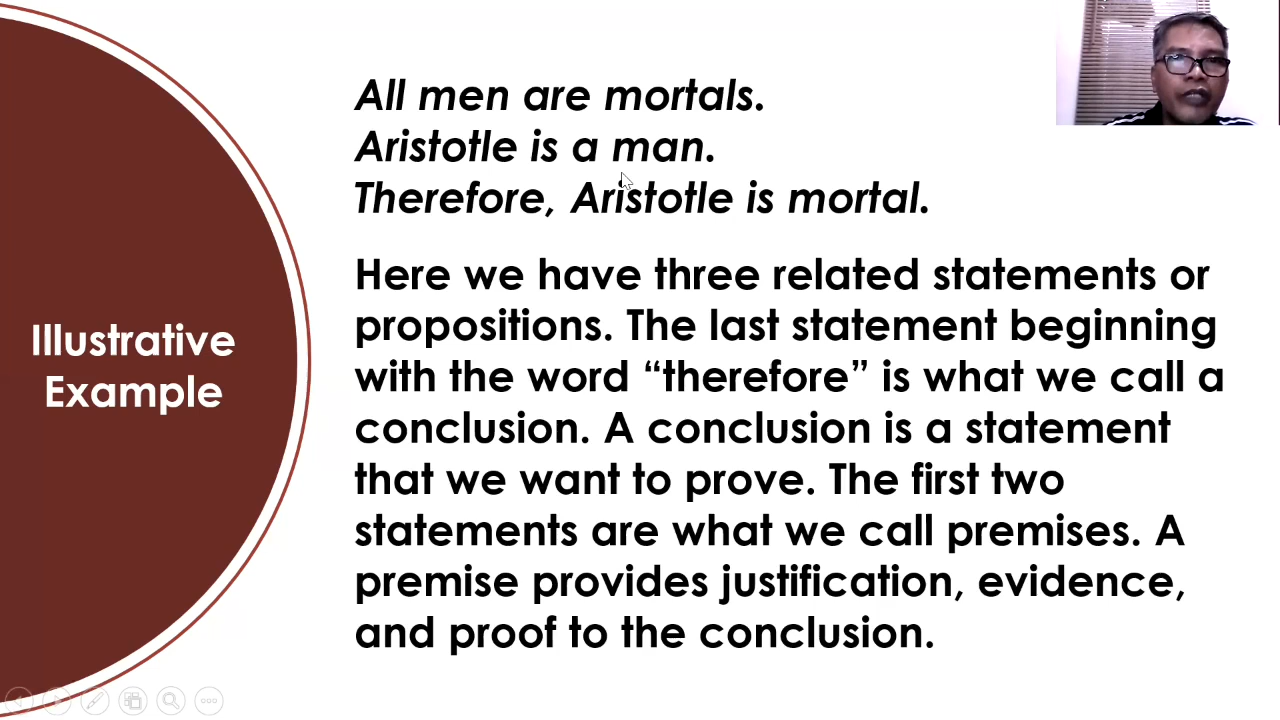 All men are mortals.
Aristotle is a man.
Therefore, Aristotle is mortal.
Here we have three related statements or
propositions. The last statement beginning
with the word “therefore” is what we call a
conclusion. A conclusion is a statement
that we want to prove. The first two
statements are what we call premises. A
premise provides justification, evidence,
and proof to the conclusion.
Illustrative
Example